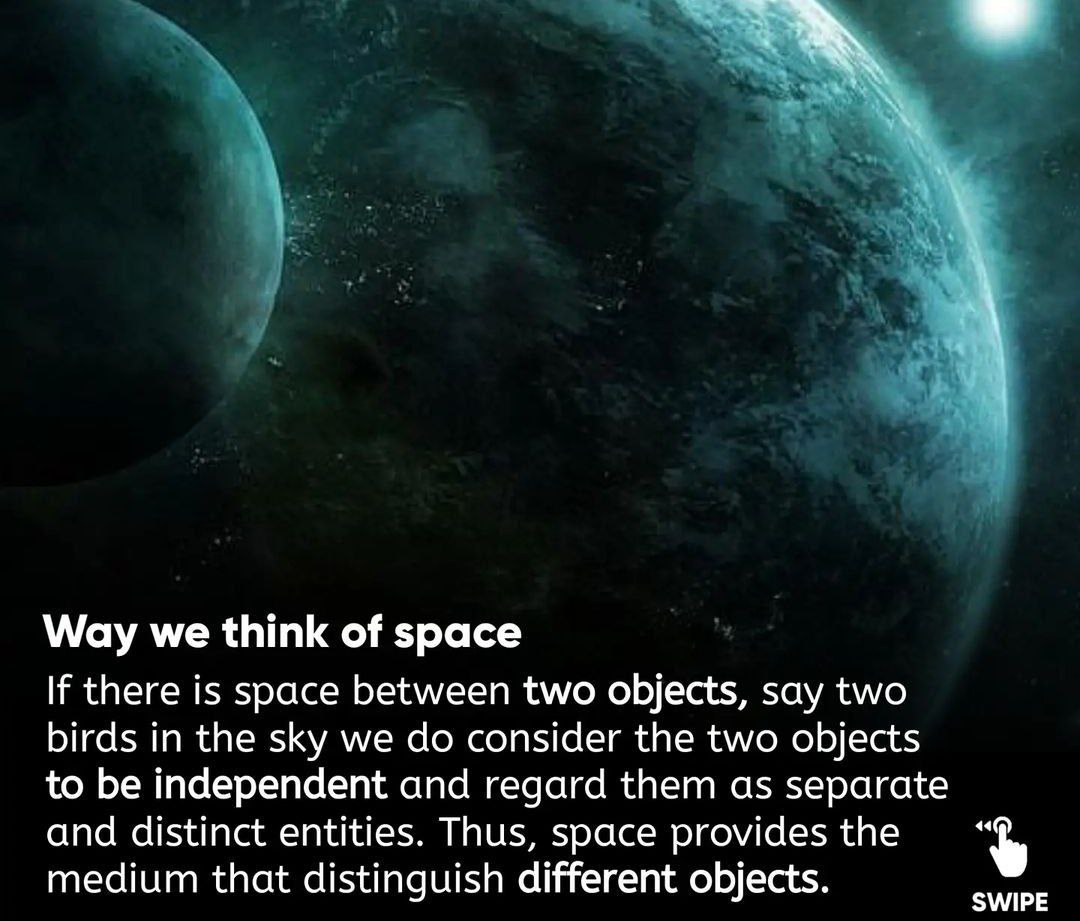 Way we think of space
If there is space between two objects, say two
birds in the sky we do consider the two objects
to be independent and regard them as separate
and distinct entities. Thus, space provides the
medium that distinguish different objects.
SWIPE